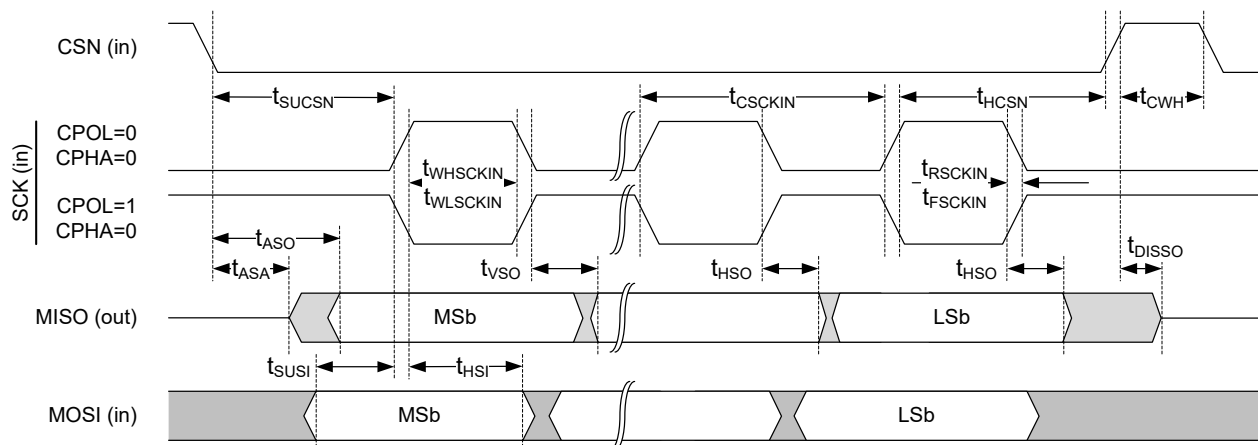 CSN (in)
tSUCSN
tCSCKIN
tHCSN
tCWH
SCK (in)
CPOL=0
CPHA=0
tWHSCKIN
tWLSCKIN
tRSCKIN
tFSCKIN
CPOL=1
CPHA=0
tASO
tASA
tVSO
tHSO
tHSO
tDISSO
MISO (out)
MSb
LSb
tSUSI
tHSI
MOSI (in)
MSb
LSb